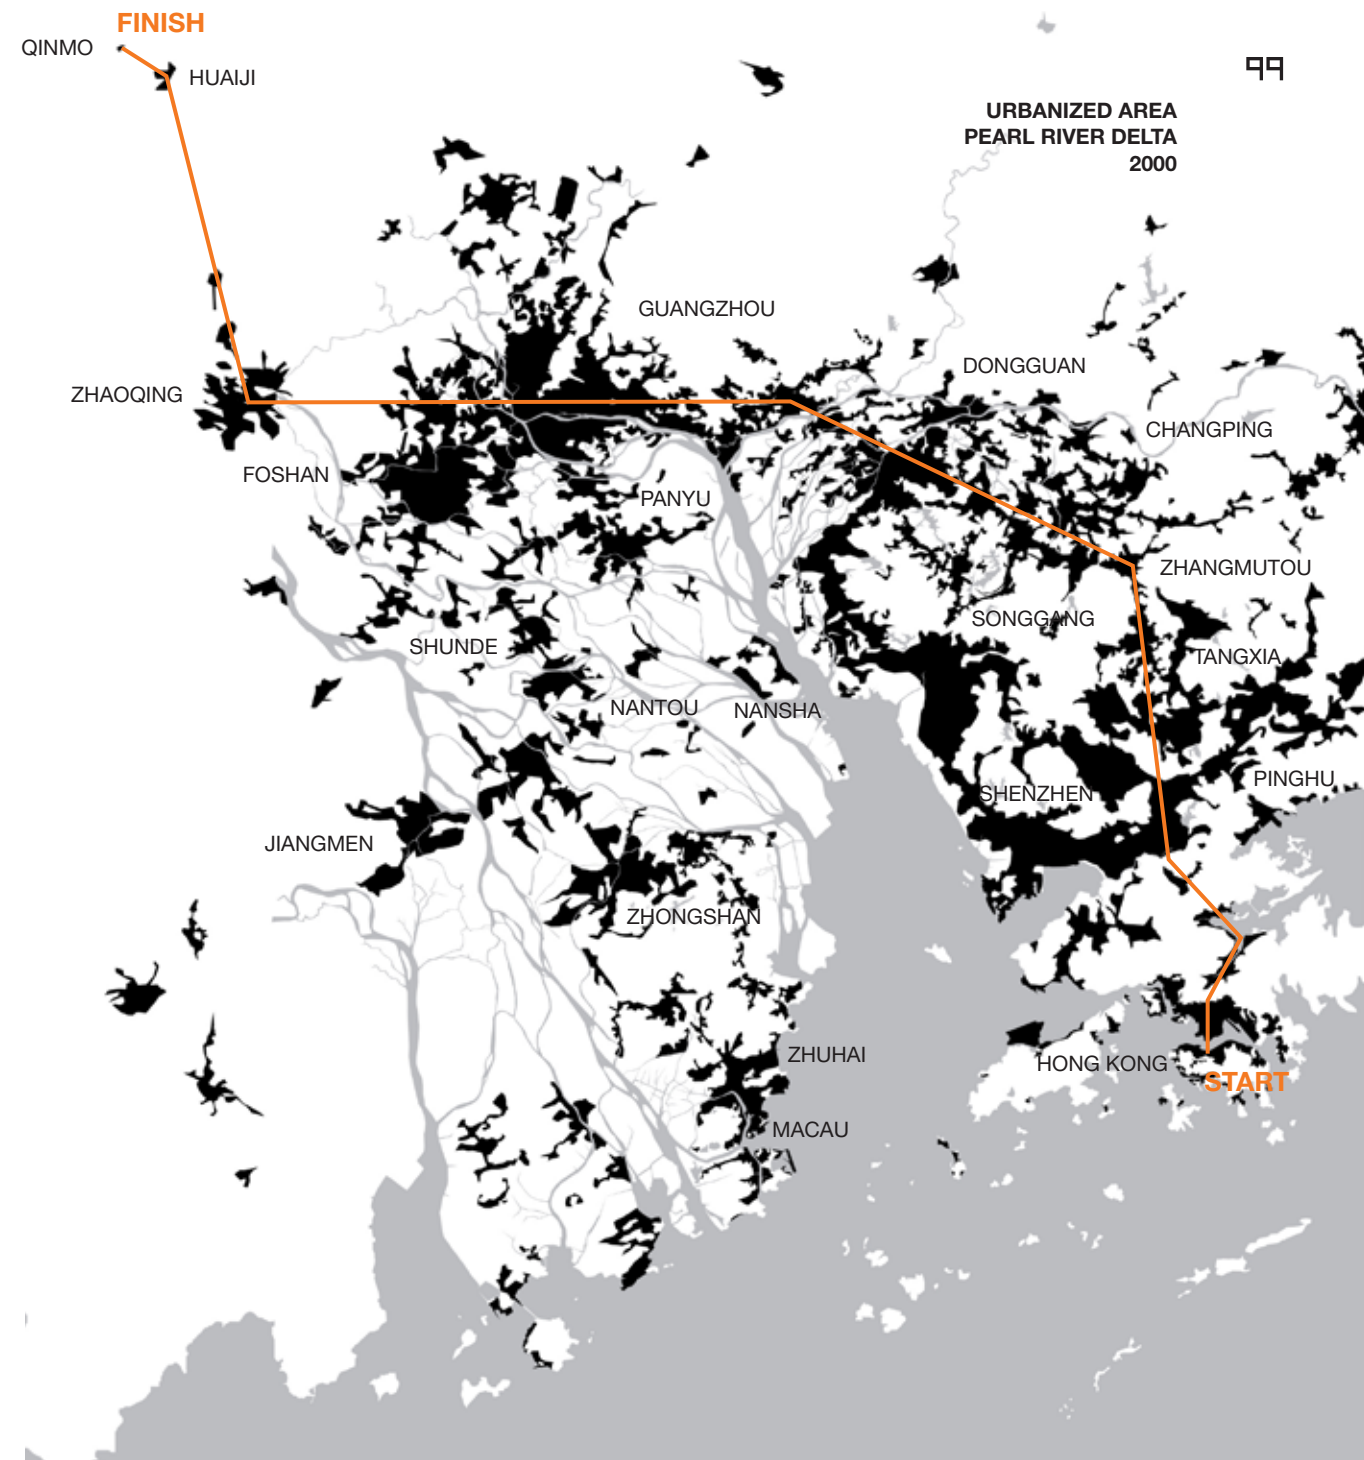 FINISH
QINMO
HUAIJI
99
URBANIZED AREA
PEARL RIVER DELTA
2000
GUANGZHOU
DONGGUAN
ZHAOQING
CHANGPING
FOSHAN
PANYU
ZHANGMUTOU
SONGGANG
SHUNDE
TANGXIA
NANTOU
NANSHA
PINGHU
SHENZHEN
JIANGMEN
ZHONGSHAN
ZHUHAI
HONG KONG
START
MACAU